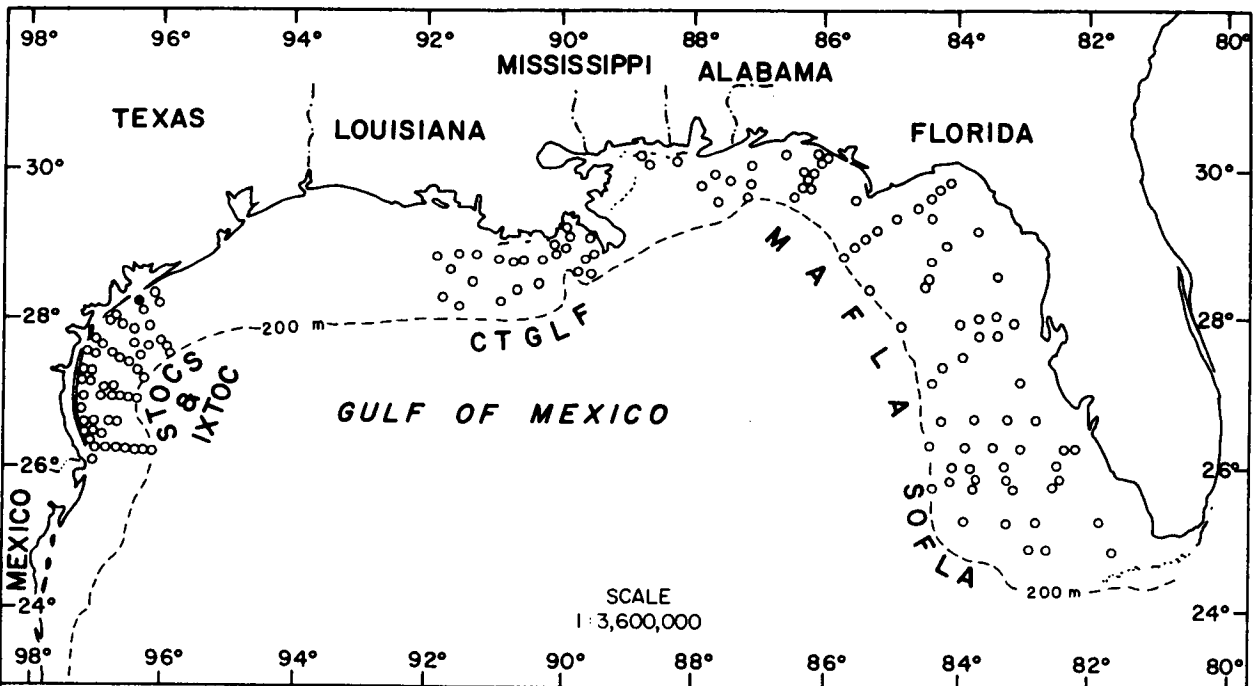 98° 96° 94° 92° 90° 88° 86° 84° 82° 80°
MISSISSIPPI
ALABAMA
TEXAS
LOUISIANA
FLORIDA
30° 30°
28° 28°
200 m
CTGLF
MAFLA
STOCS
&
IXTOC
GULF OF MEXICO
26° 26°
SOFLA
MEXICO
200 m
24° 24°
SCALE
1:3,600,000
98° 96° 94° 92° 90° 88° 86° 84° 82° 80°